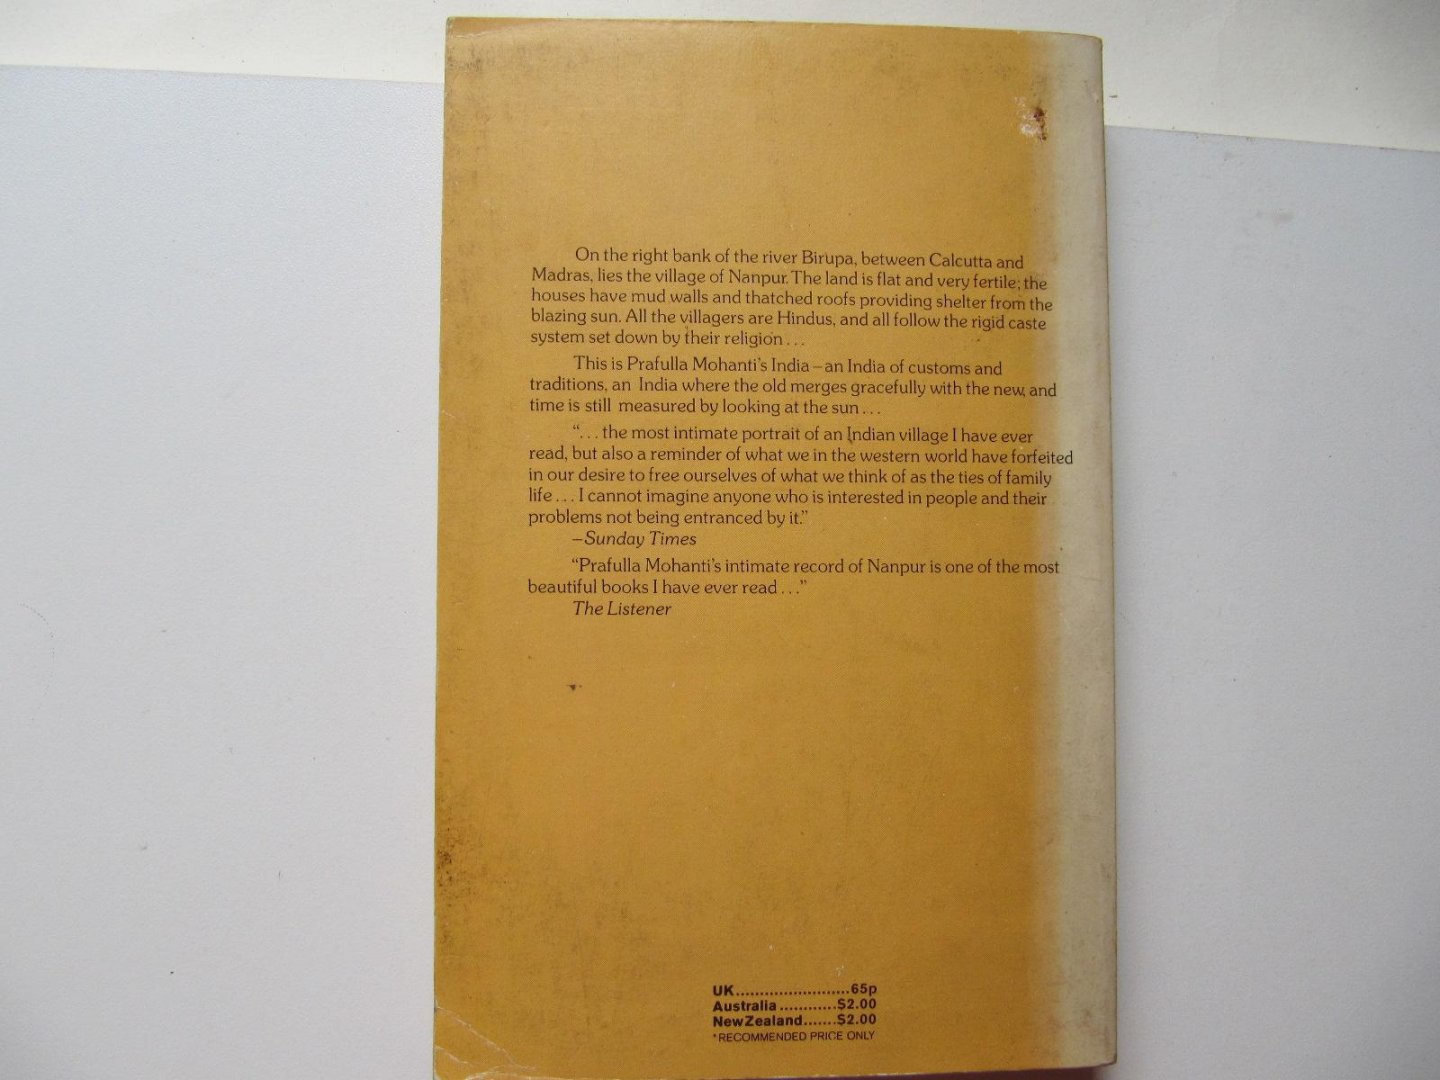 On the right bank of the river Birupa, between Calcutta and
Madras, lies the village of Nanpur. The land is flat and very fertile; the
houses have mud walls and thatched roofs providing shelter from the
blazing sun. All the villagers are Hindus, and all follow the rigid caste
system set down by their religion ...
This is Prafulla Mohanti's India – an India of customs and
traditions, an India where the old merges gracefully with the new, and
time is still measured by looking at the sun ...
“... the most intimate portrait of an Indian village I have ever
read, but also a reminder of what we in the western world have forfeited
in our desire to free ourselves of what we think of as the ties of family
life ... I cannot imagine anyone who is interested in people and their
problems not being entranced by it.”
–Sunday Times
“Prafulla Mohanti's intimate record of Nanpur is one of the most
beautiful books I have ever read ...”
The Listener
UK........................65p
Australia............$2.00
New Zealand.......$2.00
*RECOMMENDED PRICE ONLY